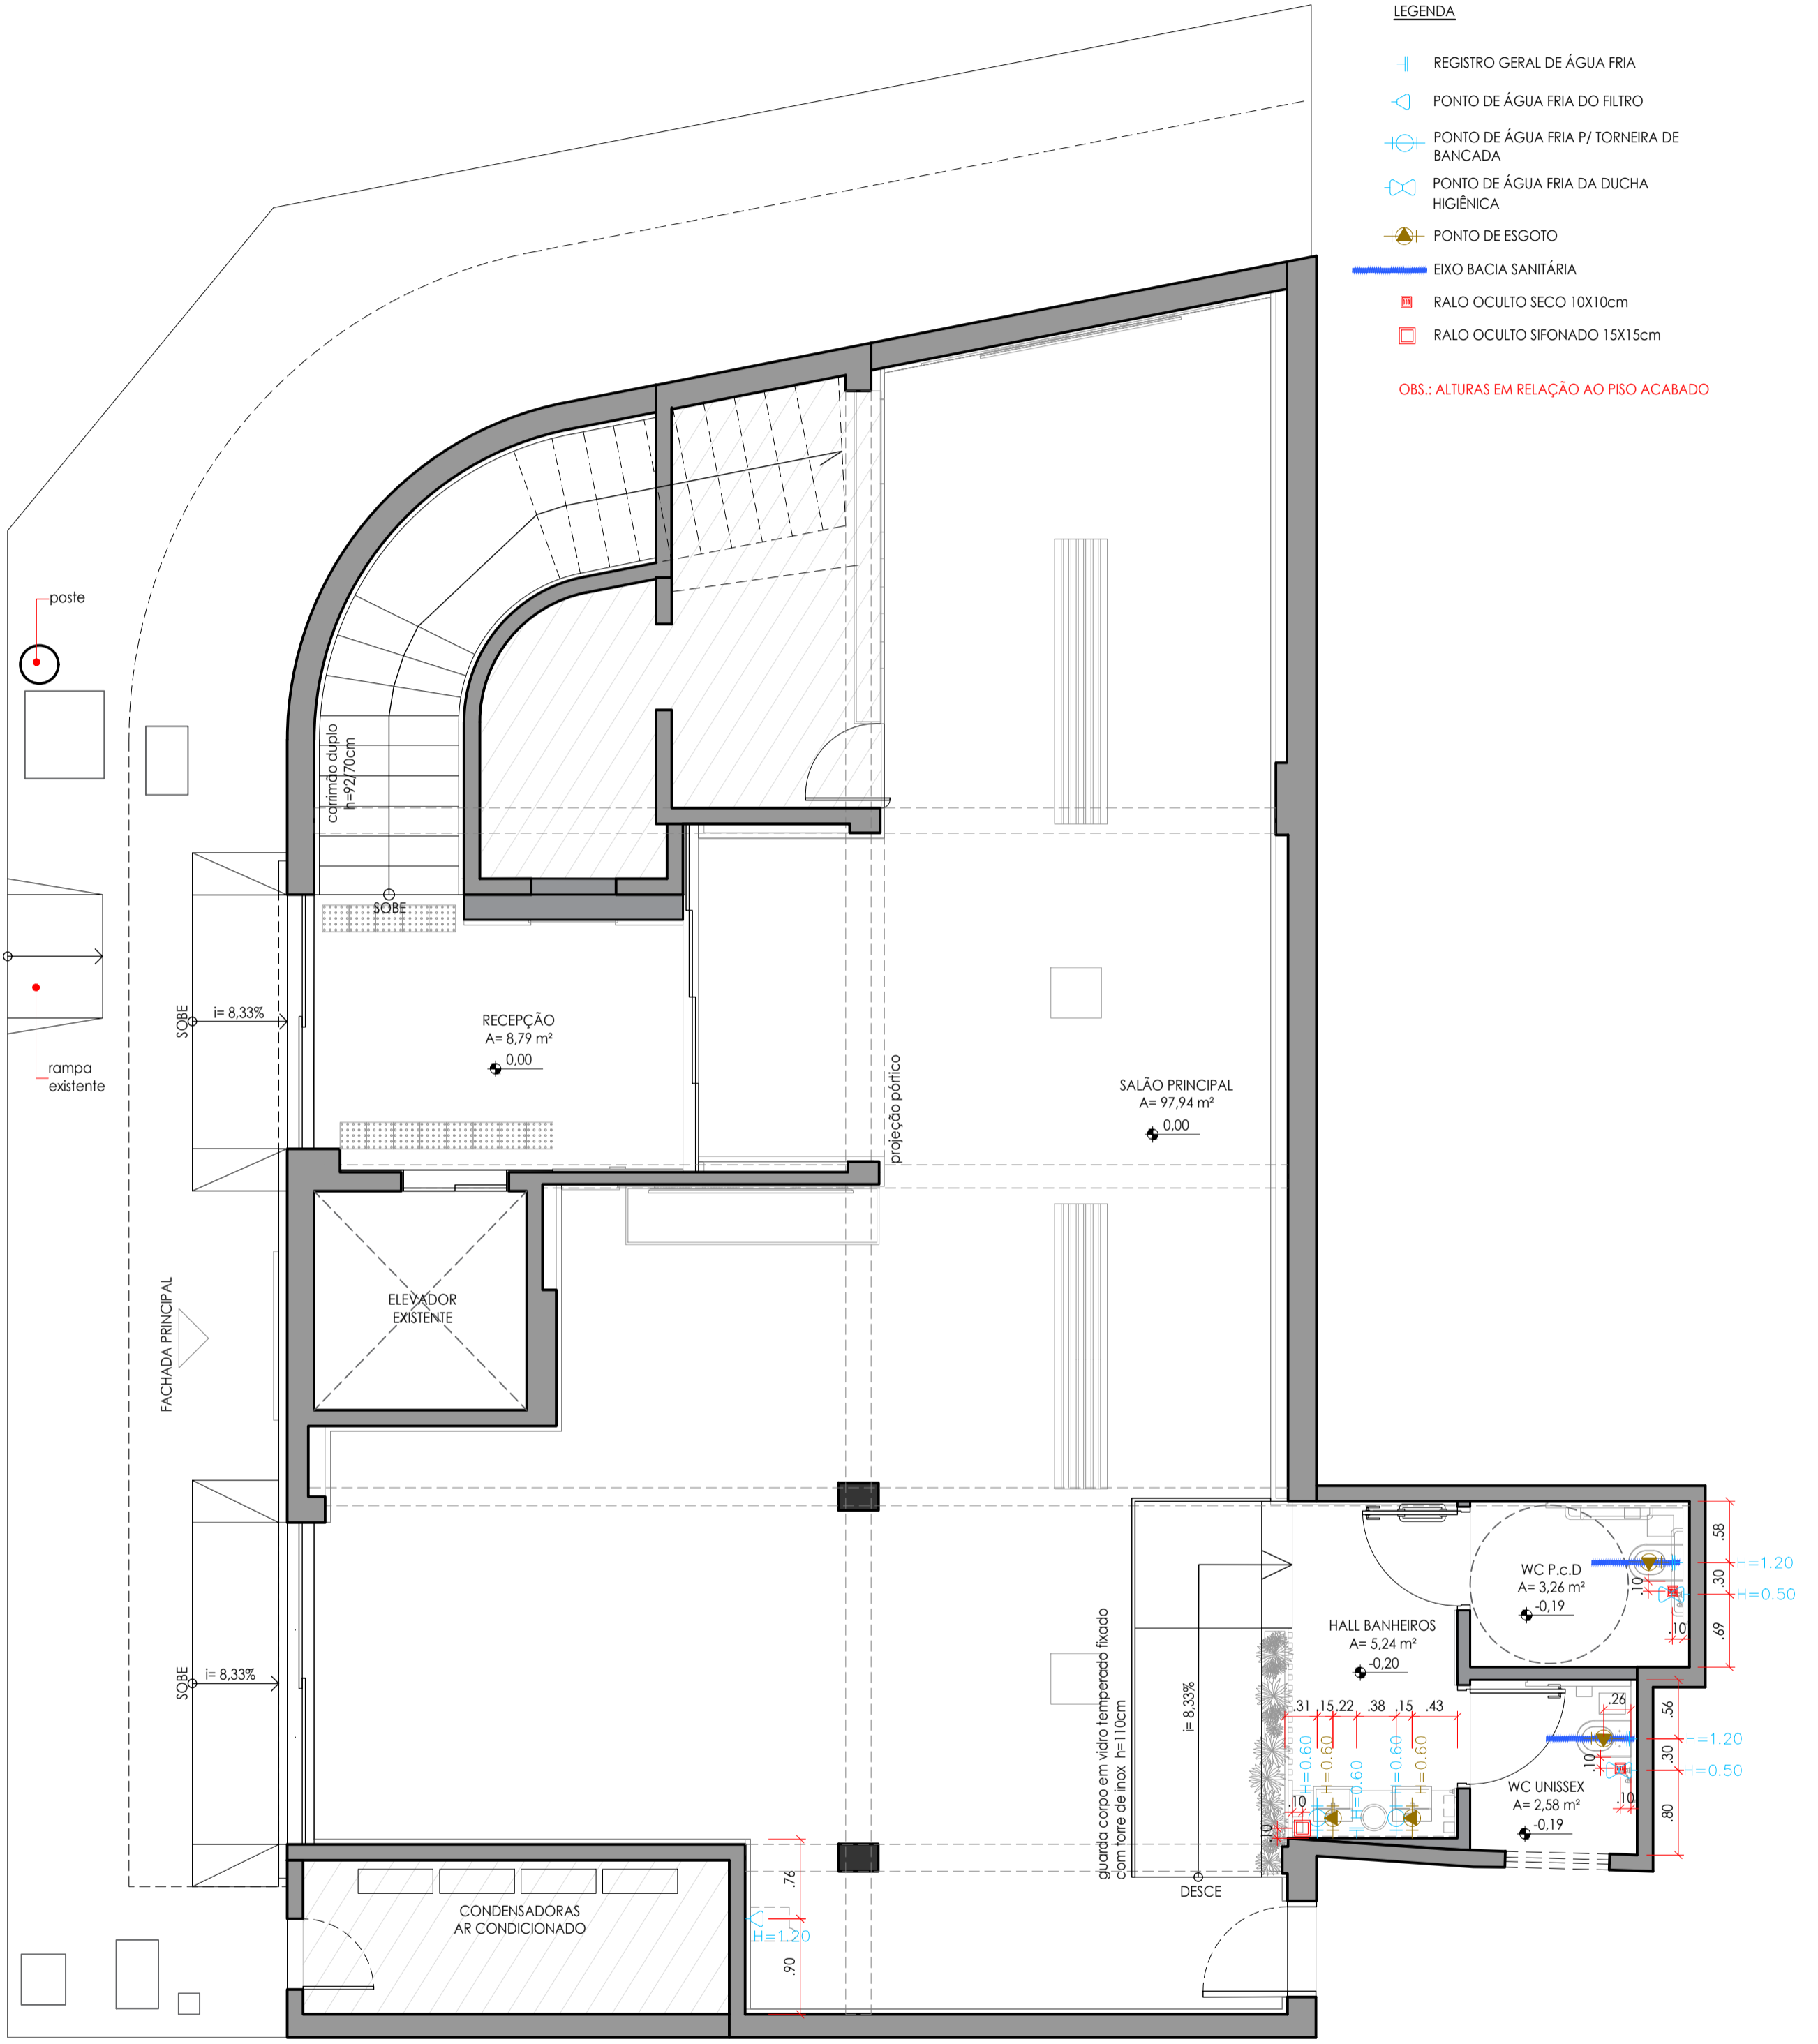 LEGENDA
REGISTRO GERAL DE ÁGUA FRIA
PONTO DE ÁGUA FRIA DO FILTRO
PONTO DE ÁGUA FRIA P/ TORNEIRA DE
BANCADA
PONTO DE ÁGUA FRIA DA DUCHA
HIGIÊNICA
PONTO DE ESGOTO
EIXO BACIA SANITÁRIA
RALO OCULTO SECO 10X10cm
RALO OCULTO SIFONADO 15X15cm
OBS.: ALTURAS EM RELAÇÃO AO PISO ACABADO
poste
corrimão duplo
h=92/70cm
SOBE
SOBE
i= 8,33%
rampa
existente
RECEPÇÃO
A= 8,79 m²
0,00
projeção pórtico
SALÃO PRINCIPAL
A= 97,94 m²
0,00
FACHADA PRINCIPAL
ELEVADOR
EXISTENTE
SOBE
i= 8,33%
guarda corpo em vidro temperado fixado
com torre de inox h=110cm
i= 8,33%
DESCE
HALL BANHEIROS
A= 5,24 m²
-0,20
WC P.c.D
A= 3,26 m²
-0,19
.58
H=1.20
.30
H=0.50
.10
.10
.69
.31
.15
.22
.38
.15
.43
H=0.60
H=0.60
H=0.60
H=0.60
H=0.60
.10
.10
WC UNISSEX
A= 2,58 m²
-0,19
.26
.56
H=1.20
.30
H=0.50
.10
.10
.80
CONDENSADORAS
AR CONDICIONADO
.76
H=1.20
.90